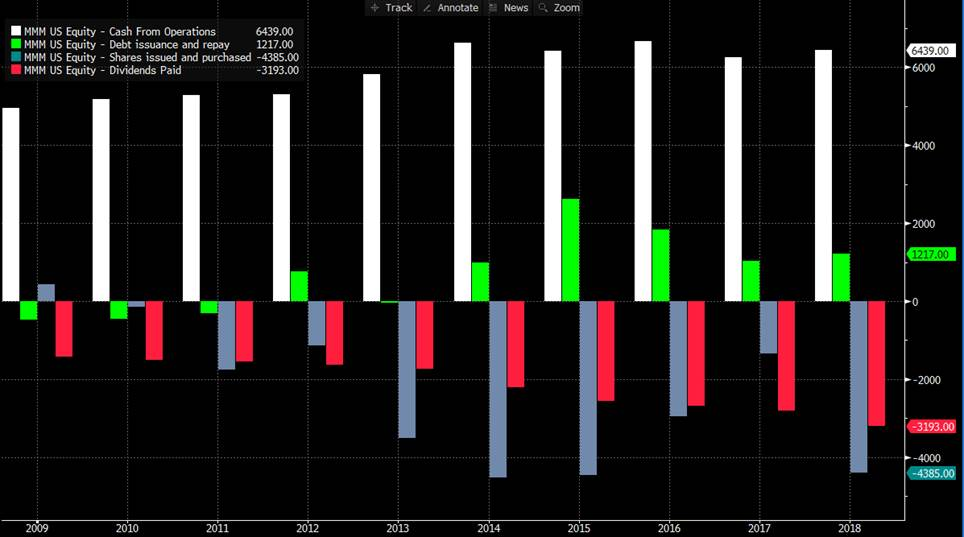 Track Annotate News Zoom
MMM US Equity - Cash From Operations 6439.00
MMM US Equity - Debt issuance and repay 1217.00
MMM US Equity - Shares issued and purchased -4385.00
MMM US Equity - Dividends Paid -3193.00
6439.00
6000
4000
2000
1217.00
0
-2000
-3193.00
-4000
-4385.00
2009 2010 2011 2012 2013 2014 2015 2016 2017 2018